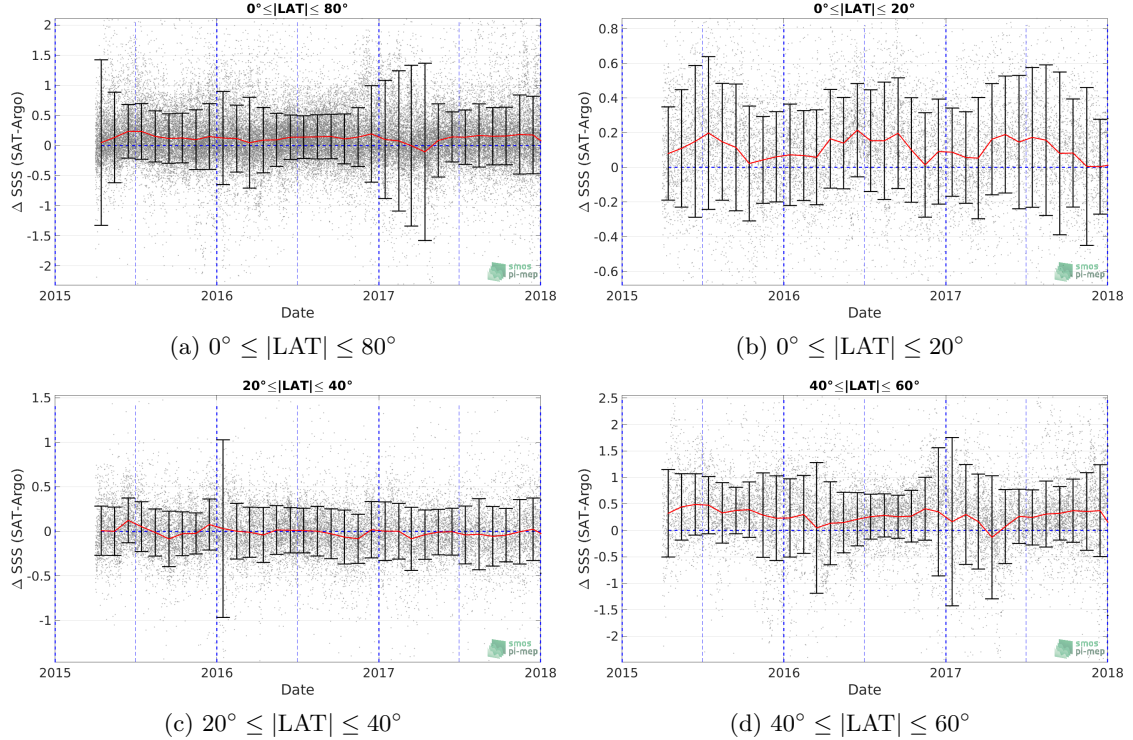 0°≤|LAT|≤ 80°
2
1.5
1
0.5
0
-0.5
-1
-1.5
-2
Δ SSS (SAT-Argo)
smos
pi-mep
2015 2016 2017 2018
Date
(a) 0° ≤ |LAT| ≤ 80°
0°≤|LAT|≤ 20°
0.8
0.6
0.4
0.2
0
-0.2
-0.4
-0.6
Δ SSS (SAT-Argo)
smos
pi-mep
2015 2016 2017 2018
Date
(b) 0° ≤ |LAT| ≤ 20°
20°≤|LAT|≤ 40°
1.5
1
0.5
0
-0.5
-1
Δ SSS (SAT-Argo)
smos
pi-mep
2015 2016 2017 2018
Date
(c) 20° ≤ |LAT| ≤ 40°
40°≤|LAT|≤ 60°
2.5
2
1.5
1
0.5
0
-0.5
-1
-1.5
-2
Δ SSS (SAT-Argo)
smos
pi-mep
2015 2016 2017 2018
Date
(d) 40° ≤ |LAT| ≤ 60°